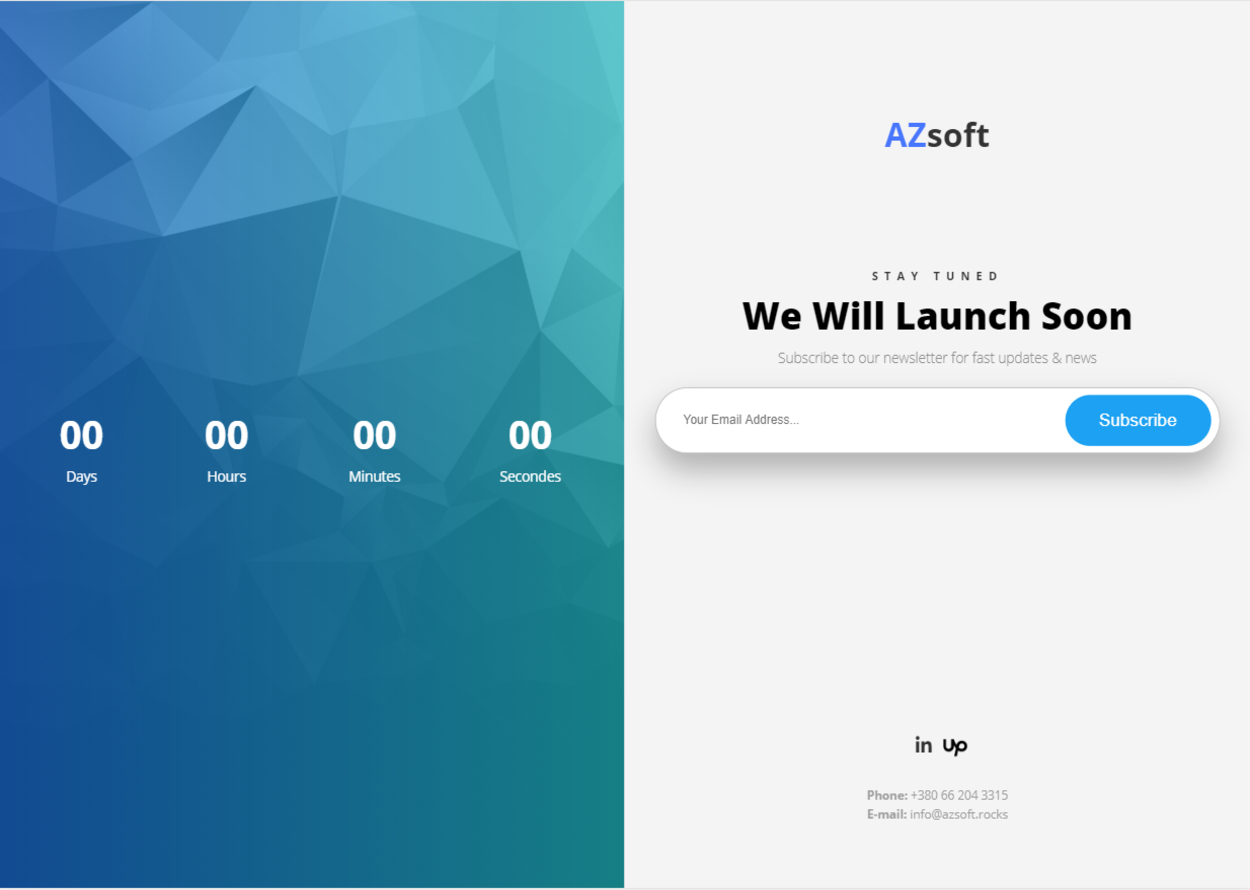 00 00 00 00
Days Hours Minutes Secondes
AZsoft
STAY TUNED
We Will Launch Soon
Subscribe to our newsletter for fast updates & news
Your Email Address... Subscribe
in Up
Phone: +380 66 204 3315
E-mail: info@azsoft.rocks